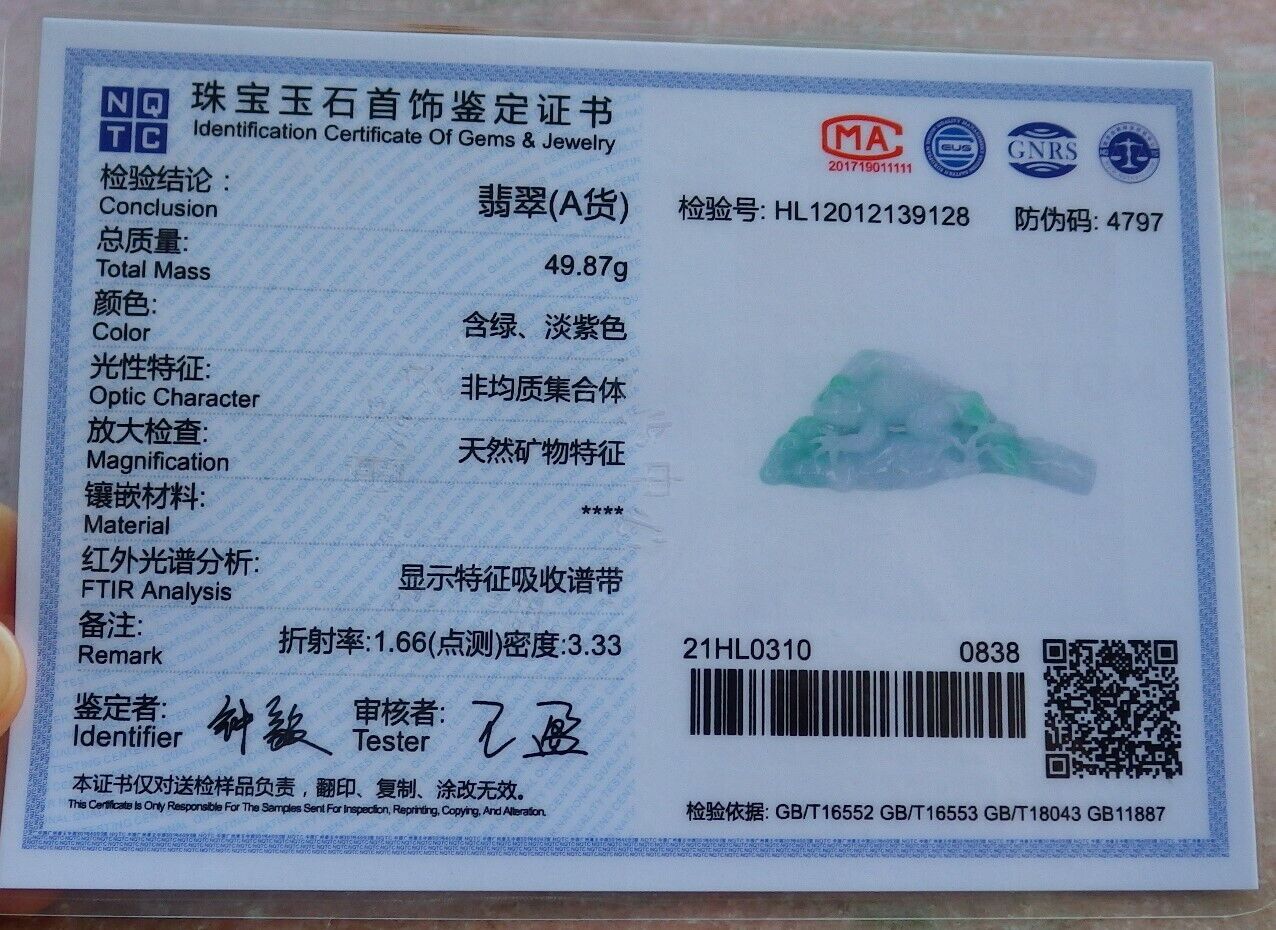 NQ
TC
珠宝玉石首饰鉴定证书
Identification Certificate Of Gems & Jewelry
检验结论：
Conclusion
翡翠(A货)
总质量:
Total Mass
49.87g
颜色:
Color
含绿、淡紫色
光性特征:
Optic Character
非均质集合体
放大检查:
Magnification
天然矿物特征
镶嵌材料:
Material
****
红外光谱分析:
FTIR Analysis
显示特征吸收谱带
备注:
Remark
折射率:1.66(点测)密度:3.33
鉴定者:
Identifier
审核者:
Tester
本证书仅对送检样品负责，翻印、复制、涂改无效。
This Certificate Is Only Responsible For The Samples Sent For Inspection, Reprinting, Copying, And Alteration.
MA
201719011111
EUS
GNRS
检验号: HL12012139128
防伪码: 4797
21HL0310
0838
检验依据: GB/T16552 GB/T16553 GB/T18043 GB11887